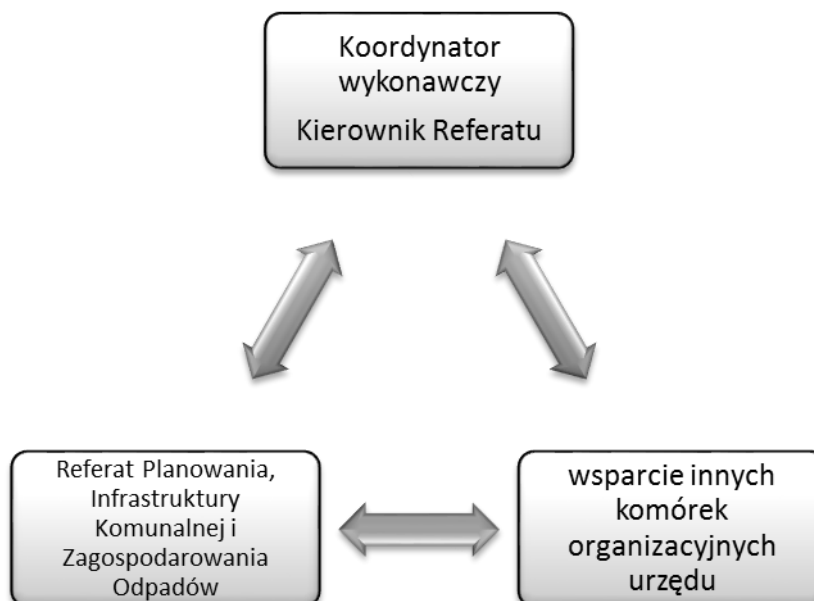 Koordynator
wykonawczy
Kierownik Referatu
Referat Planowania,
Infrastruktury
Komunalnej i
Zagospodarowania
Odpadów
wsparcie innych
komórek
organizacyjnych
urzędu